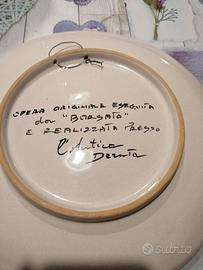 OPERA ORIGINALE ESEGUITA
da "BORSATO"
E REALIZZATA PRESSO
L'Antica
Deruta
subito